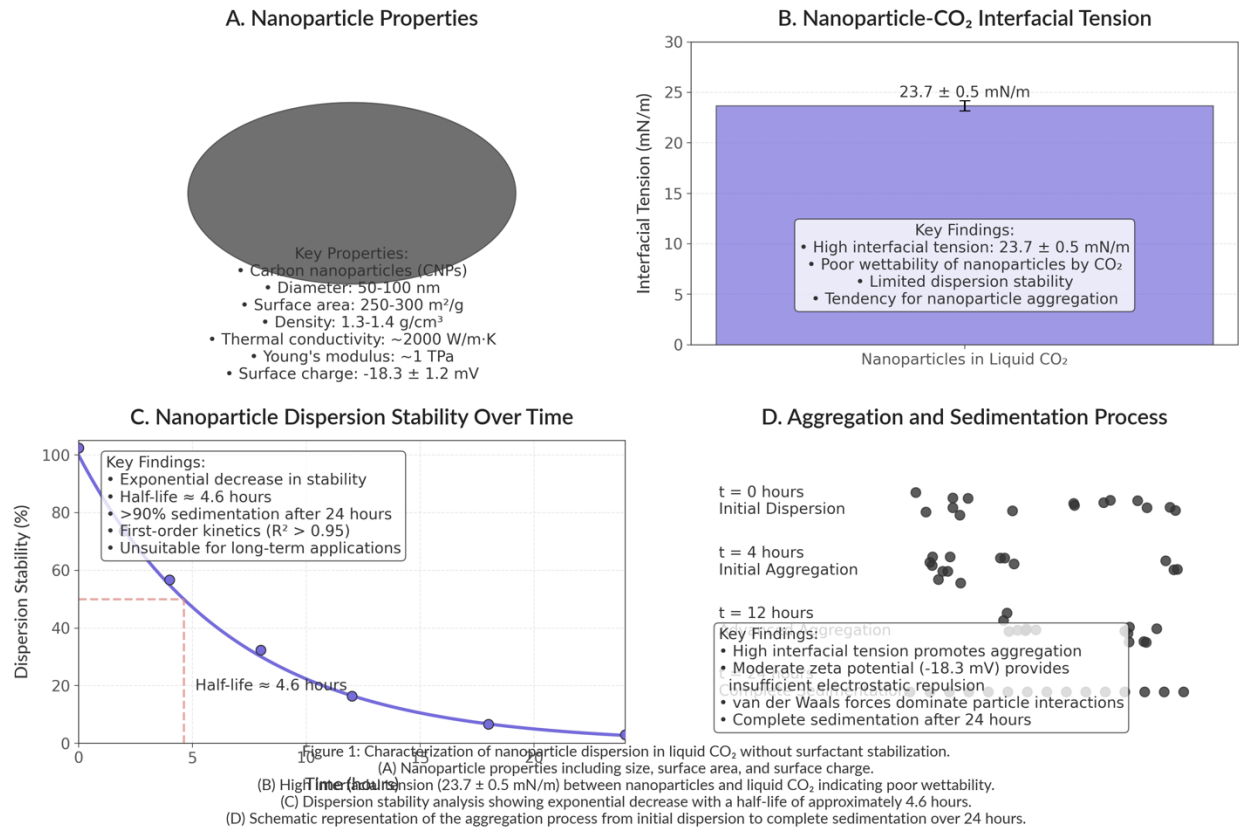 A. Nanoparticle Properties
Key Properties:
• Carbon nanoparticles (CNPs)
• Diameter: 50-100 nm
• Surface area: 250-300 m²/g
• Density: 1.3-1.4 g/cm³
• Thermal conductivity: ~2000 W/m·K
• Young's modulus: ~1 TPa
• Surface charge: -18.3 ± 1.2 mV
B. Nanoparticle-CO₂ Interfacial Tension
Interfacial Tension (mN/m)
30
25
20
15
10
5
0
23.7 ± 0.5 mN/m
Key Findings:
• High interfacial tension: 23.7 ± 0.5 mN/m
• Poor wettability of nanoparticles by CO₂
• Limited dispersion stability
• Tendency for nanoparticle aggregation
Nanoparticles in Liquid CO₂
C. Nanoparticle Dispersion Stability Over Time
Dispersion Stability (%)
100
80
60
40
20
0
Key Findings:
• Exponential decrease in stability
• Half-life ≈ 4.6 hours
• >90% sedimentation after 24 hours
• First-order kinetics (R² > 0.95)
• Unsuitable for long-term applications
Half-life ≈ 4.6 hours
0 5 10 15 20
Time (hours)
D. Aggregation and Sedimentation Process
t = 0 hours
Initial Dispersion
t = 4 hours
Initial Aggregation
t = 12 hours
Advanced Aggregation
Complete Sedimentation
Key Findings:
• High interfacial tension promotes aggregation
• Moderate zeta potential (-18.3 mV) provides
insufficient electrostatic repulsion
• van der Waals forces dominate particle interactions
• Complete sedimentation after 24 hours
Figure 1: Characterization of nanoparticle dispersion in liquid CO₂ without surfactant stabilization.
(A) Nanoparticle properties including size, surface area, and surface charge.
(B) High interfacial tension (23.7 ± 0.5 mN/m) between nanoparticles and liquid CO₂ indicating poor wettability.
(C) Dispersion stability analysis showing exponential decrease with a half-life of approximately 4.6 hours.
(D) Schematic representation of the aggregation process from initial dispersion to complete sedimentation over 24 hours.